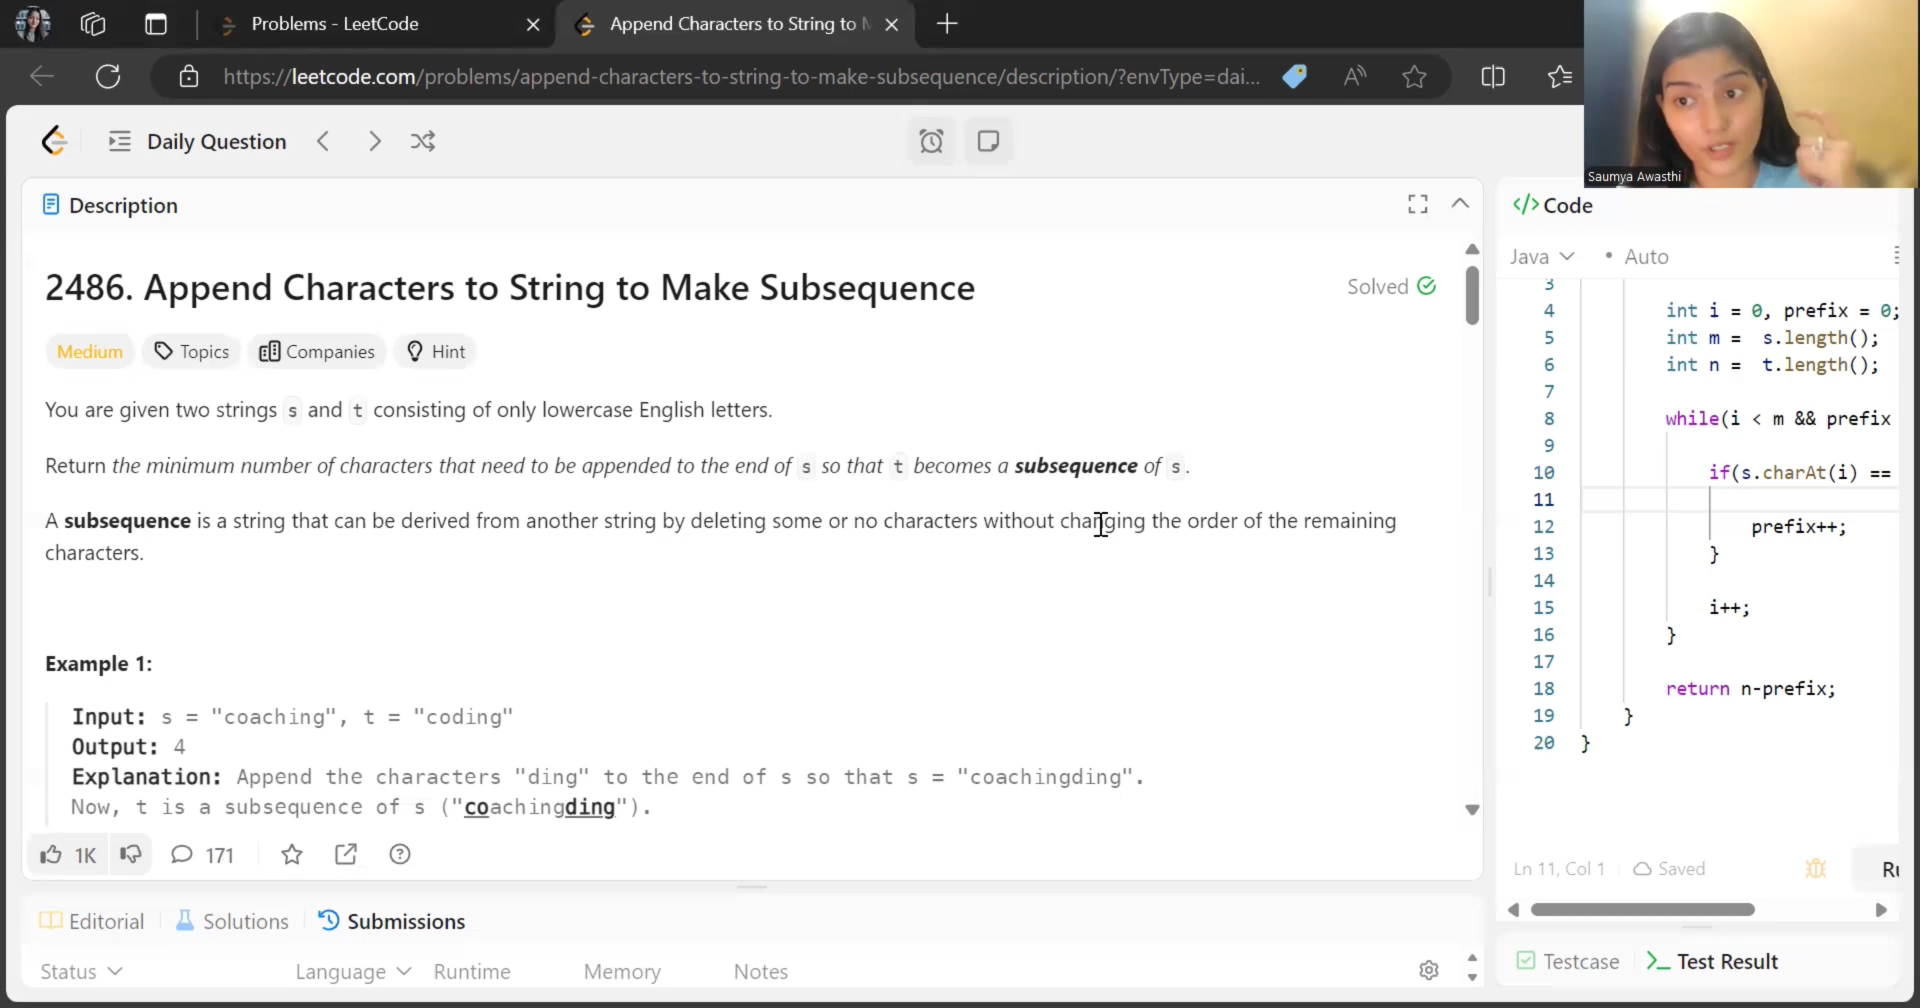 Problems - LeetCode
Append Characters to String to M
https://leetcode.com/problems/append-characters-to-string-to-make-subsequence/description/?envType=dai...
Daily Question
Saumya Awasthi
Description
2486. Append Characters to String to Make Subsequence
Solved
Medium
Topics
Companies
Hint
You are given two strings s and t consisting of only lowercase English letters.
Return the minimum number of characters that need to be appended to the end of s so that t becomes a subsequence of s.
A subsequence is a string that can be derived from another string by deleting some or no characters without changing the order of the remaining
characters.
Example 1:
Input: s = "coaching", t = "coding"
Output: 4
Explanation: Append the characters "ding" to the end of s so that s = "coachingding".
Now, t is a subsequence of s ("coachingding").
1K
171
Editorial
Solutions
Submissions
Status
Language
Runtime
Memory
Notes
Code
Java
Auto
3
4 int i = 0, prefix = 0;
5 int m = s.length();
6 int n = t.length();
7
8 while(i < m && prefix
9
10 if(s.charAt(i) ==
11
12 prefix++;
13 }
14
15 i++;
16 }
17
18 return n-prefix;
19 }
20 }
Ln 11, Col 1
Saved
Ru
Testcase
Test Result